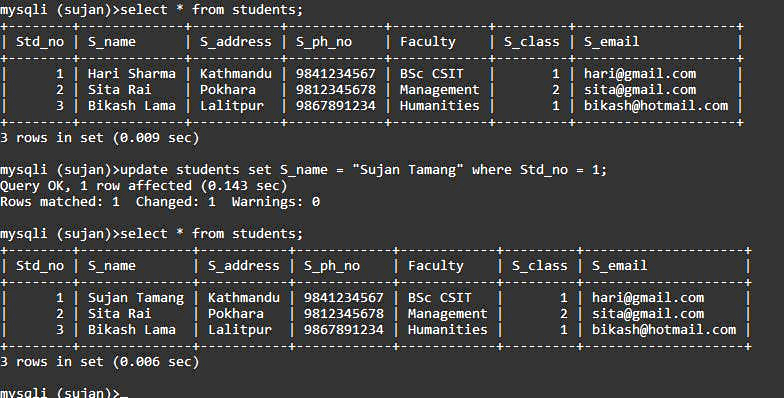 mysqli (sujan)>select * from students;
+--------+-------------+-----------+------------+------------+---------+--------------------+
| Std_no | S_name      | S_address | S_ph_no    | Faculty    | S_class | S_email            |
+--------+-------------+-----------+------------+------------+---------+--------------------+
|      1 | Hari Sharma | Kathmandu | 9841234567 | BSc CSIT   |       1 | hari@gmail.com     |
|      2 | Sita Rai    | Pokhara   | 9812345678 | Management |       2 | sita@gmail.com     |
|      3 | Bikash Lama | Lalitpur  | 9867891234 | Humanities |       1 | bikash@hotmail.com |
+--------+-------------+-----------+------------+------------+---------+--------------------+
3 rows in set (0.009 sec)
mysqli (sujan)>update students set S_name = "Sujan Tamang" where Std_no = 1;
Query OK, 1 row affected (0.143 sec)
Rows matched: 1  Changed: 1  Warnings: 0
mysqli (sujan)>select * from students;
+--------+--------------+-----------+------------+------------+---------+--------------------+
| Std_no | S_name       | S_address | S_ph_no    | Faculty    | S_class | S_email            |
+--------+--------------+-----------+------------+------------+---------+--------------------+
|      1 | Sujan Tamang | Kathmandu | 9841234567 | BSc CSIT   |       1 | hari@gmail.com     |
|      2 | Sita Rai     | Pokhara   | 9812345678 | Management |       2 | sita@gmail.com     |
|      3 | Bikash Lama  | Lalitpur  | 9867891234 | Humanities |       1 | bikash@hotmail.com |
+--------+--------------+-----------+------------+------------+---------+--------------------+
3 rows in set (0.006 sec)
mysqli (sujan)>_